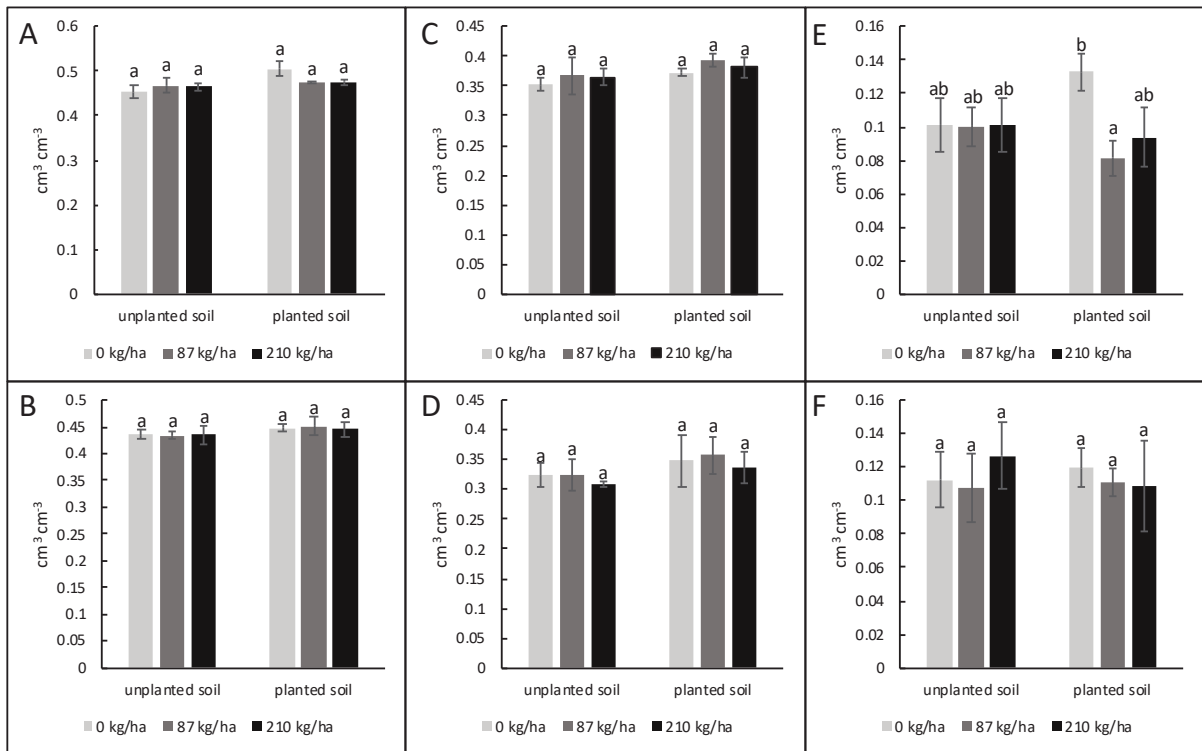 A
0.6
0.5
0.4
0.3
0.2
0.1
0
cm³ cm⁻³
a a a a a a
unplanted soil planted soil
0 kg/ha 87 kg/ha 210 kg/ha
C
0.45
0.4
0.35
0.3
0.25
0.2
0.15
0.1
0.05
0
cm³ cm⁻³
a a a a a a
unplanted soil planted soil
0 kg/ha 87 kg/ha 210 kg/ha
E
0.16
0.14
0.12
0.1
0.08
0.06
0.04
0.02
0
cm³ cm⁻³
ab ab ab b a ab
unplanted soil planted soil
0 kg/ha 87 kg/ha 210 kg/ha
B
0.5
0.45
0.4
0.35
0.3
0.25
0.2
0.15
0.1
0.05
0
cm³ cm⁻³
a a a a a a
unplanted soil planted soil
0 kg/ha 87 kg/ha 210 kg/ha
D
0.45
0.4
0.35
0.3
0.25
0.2
0.15
0.1
0.05
0
cm³ cm⁻³
a a a a a a
unplanted soil planted soil
0 kg/ha 87 kg/ha 210 kg/ha
F
0.16
0.14
0.12
0.1
0.08
0.06
0.04
0.02
0
cm³ cm⁻³
a a a a a a
unplanted soil planted soil
0 kg/ha 87 kg/ha 210 kg/ha